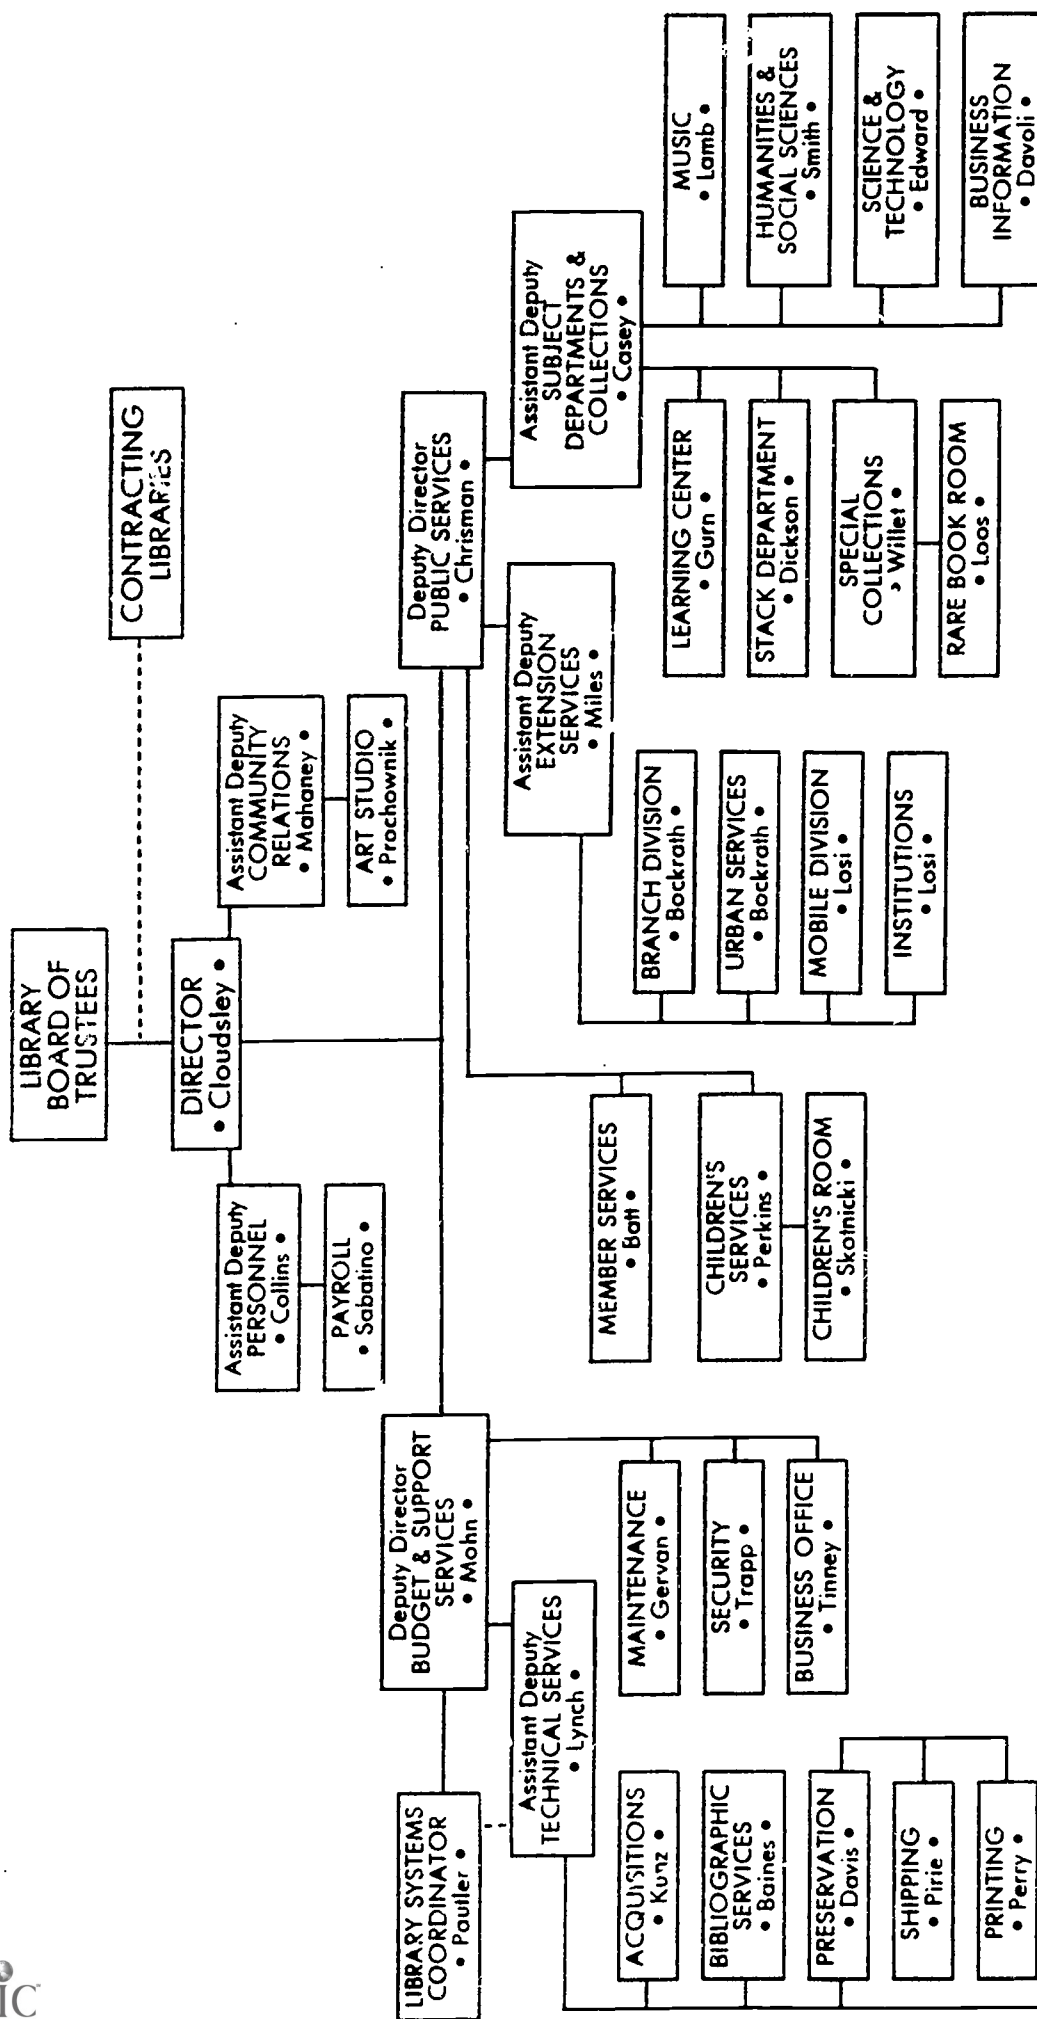 LIBRARY
BOARD OF
TRUSTEES
CONTRACTING
LIBRARIES
DIRECTOR
• Cloudsley •
Assistant Deputy
PERSONNEL
• Collins •
PAYROLL
• Sabatino •
Assistant Deputy
COMMUNITY
RELATIONS
• Mahaney •
ART STUDIO
• Prochownik •
Deputy Director
BUDGET & SUPPORT
SERVICES
• Mohn •
LIBRARY SYSTEMS
COORDINATOR
• Pautler •
Assistant Deputy
TECHNICAL SERVICES
• Lynch •
ACQUISITIONS
• Kunz •
BIBLIOGRAPHIC
SERVICES
• Baines •
PRESERVATION
• Davis •
SHIPPING
• Pirie •
PRINTING
• Perry •
MAINTENANCE
• Gervan •
SECURITY
• Trapp •
BUSINESS OFFICE
• Tinney •
Deputy Director
PUBLIC SERVICES
• Chrisman •
MEMBER SERVICES
• Batt •
CHILDREN'S
SERVICES
• Perkins •
CHILDREN'S ROOM
• Skotnicki •
Assistant Deputy
EXTENSION
SERVICES
• Miles •
BRANCH DIVISION
• Bockrath •
URBAN SERVICES
• Bockrath •
MOBILE DIVISION
• Losi •
INSTITUTIONS
• Losi •
Assistant Deputy
SUBJECT
DEPARTMENTS &
COLLECTIONS
• Casey •
LEARNING CENTER
• Gurn •
STACK DEPARTMENT
• Dickson •
SPECIAL
COLLECTIONS
• Willet •
RARE BOOK ROOM
• Loos •
MUSIC
• Lamb •
HUMANITIES &
SOCIAL SCIENCES
• Smith •
SCIENCE &
TECHNOLOGY
• Edward •
BUSINESS
INFORMATION
• Davoli •